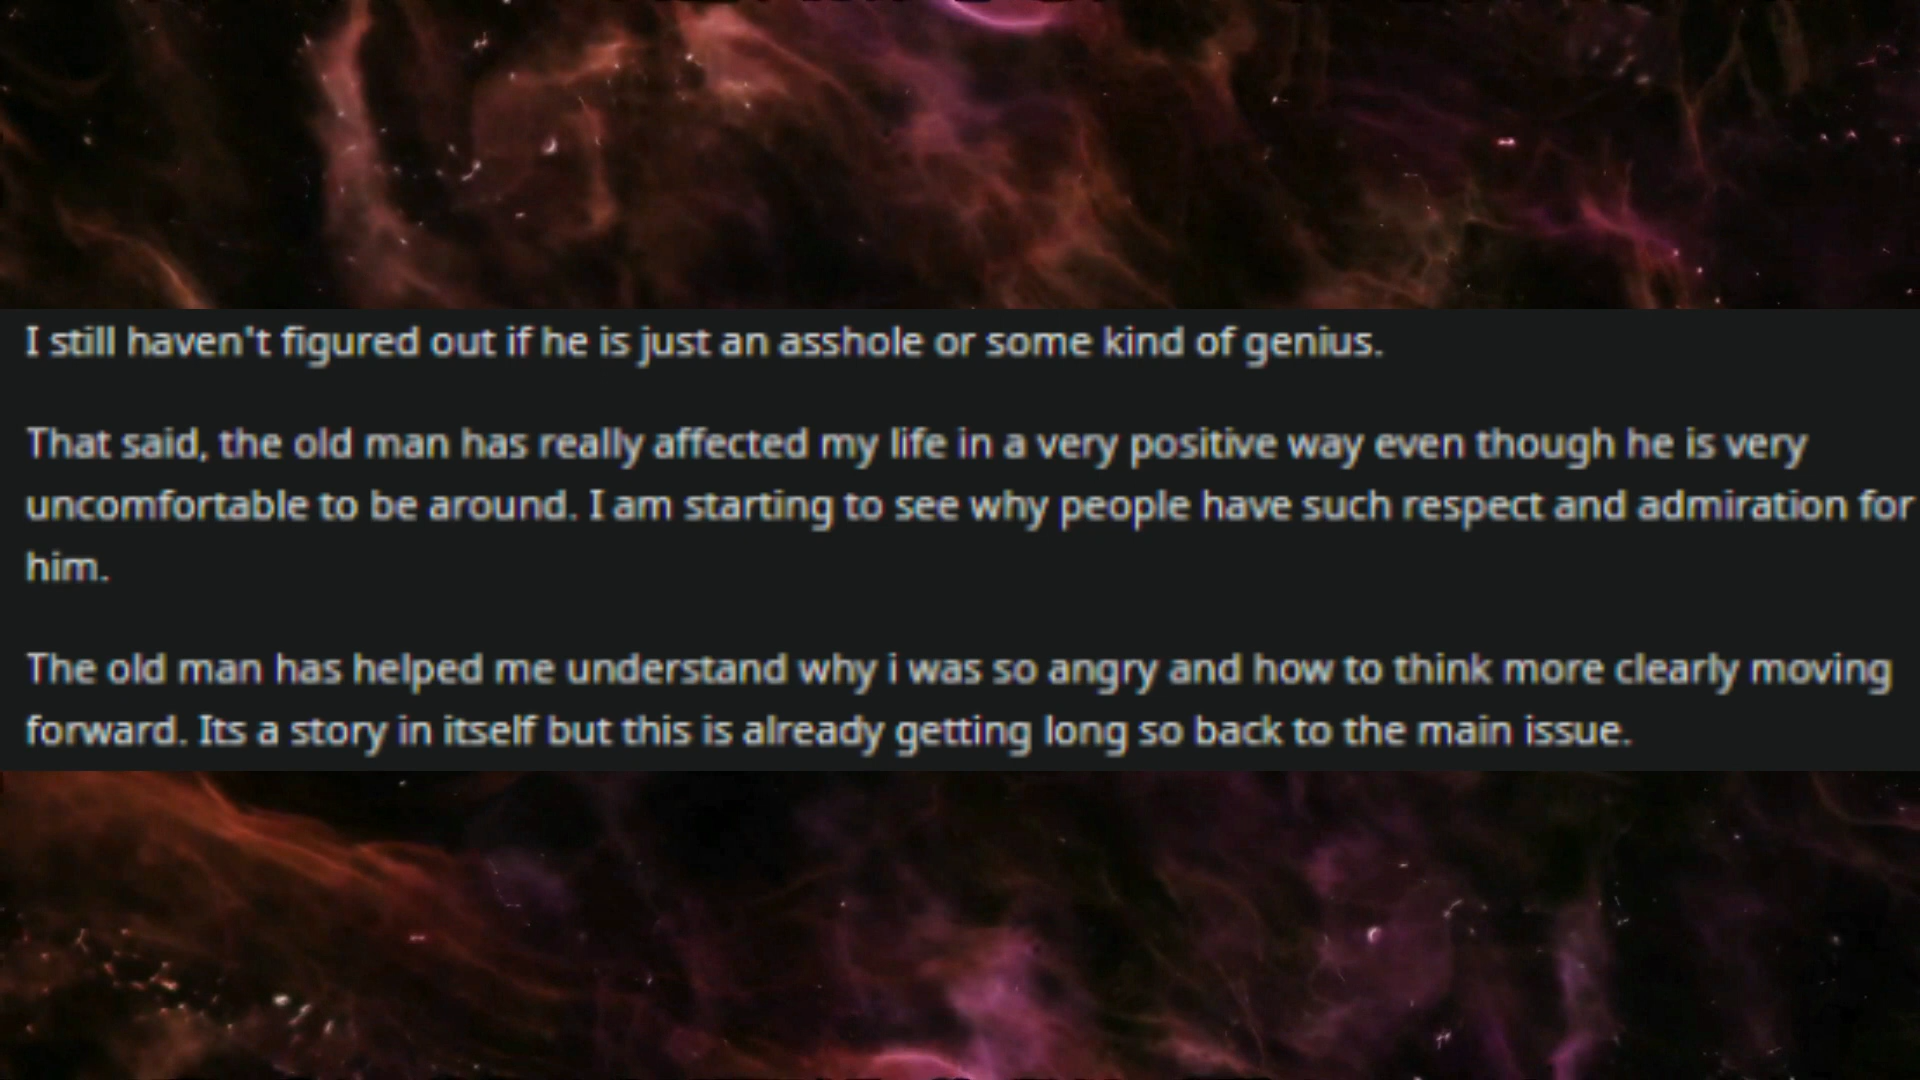 I still haven't figured out if he is just an asshole or some kind of genius.
That said, the old man has really affected my life in a very positive way even though he is very
uncomfortable to be around. I am starting to see why people have such respect and admiration for
him.
The old man has helped me understand why i was so angry and how to think more clearly moving
forward. Its a story in itself but this is already getting long so back to the main issue.